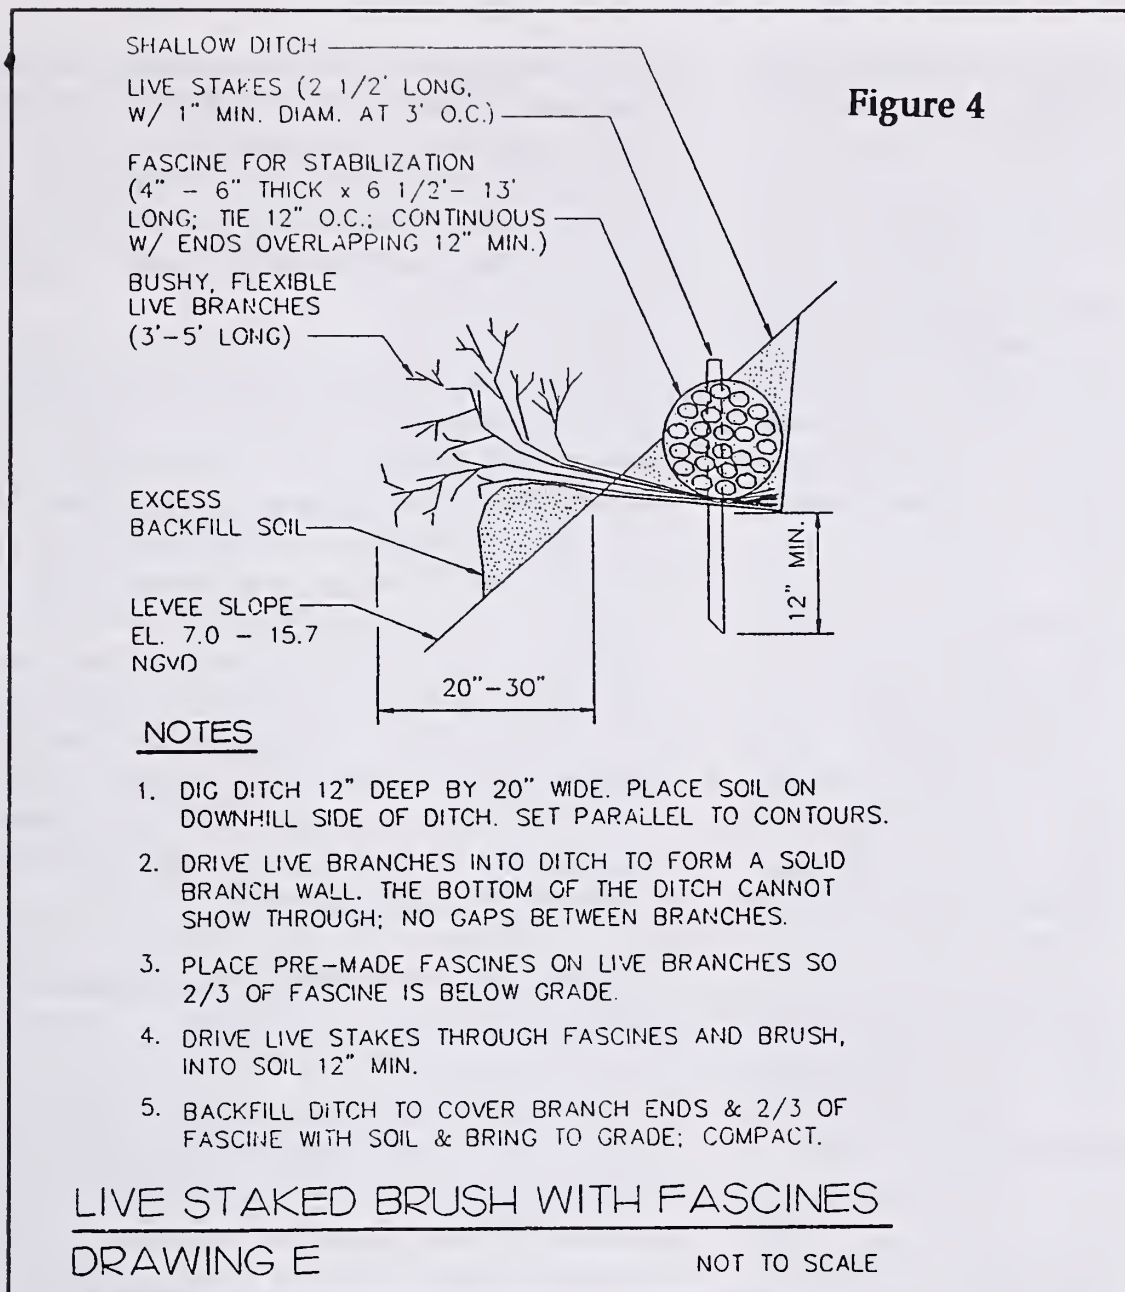 SHALLOW DITCH
LIVE STAKES (2 1/2' LONG,
W/ 1" MIN. DIAM. AT 3' O.C.)
Figure 4
FASCINE FOR STABILIZATION
(4" - 6" THICK x 6 1/2'- 13'
LONG; TIE 12" O.C.; CONTINUOUS
W/ ENDS OVERLAPPING 12" MIN.)
BUSHY, FLEXIBLE
LIVE BRANCHES
(3'-5' LONG)
EXCESS
BACKFILL SOIL
12" MIN.
LEVEE SLOPE
EL. 7.0 - 15.7
NGVD
20"-30"
NOTES
1. DIG DITCH 12" DEEP BY 20" WIDE. PLACE SOIL ON
DOWNHILL SIDE OF DITCH. SET PARALLEL TO CONTOURS.
2. DRIVE LIVE BRANCHES INTO DITCH TO FORM A SOLID
BRANCH WALL. THE BOTTOM OF THE DITCH CANNOT
SHOW THROUGH; NO GAPS BETWEEN BRANCHES.
3. PLACE PRE-MADE FASCINES ON LIVE BRANCHES SO
2/3 OF FASCINE IS BELOW GRADE.
4. DRIVE LIVE STAKES THROUGH FASCINES AND BRUSH,
INTO SOIL 12" MIN.
5. BACKFILL DITCH TO COVER BRANCH ENDS & 2/3 OF
FASCINE WITH SOIL & BRING TO GRADE; COMPACT.
LIVE STAKED BRUSH WITH FASCINES
DRAWING E
NOT TO SCALE